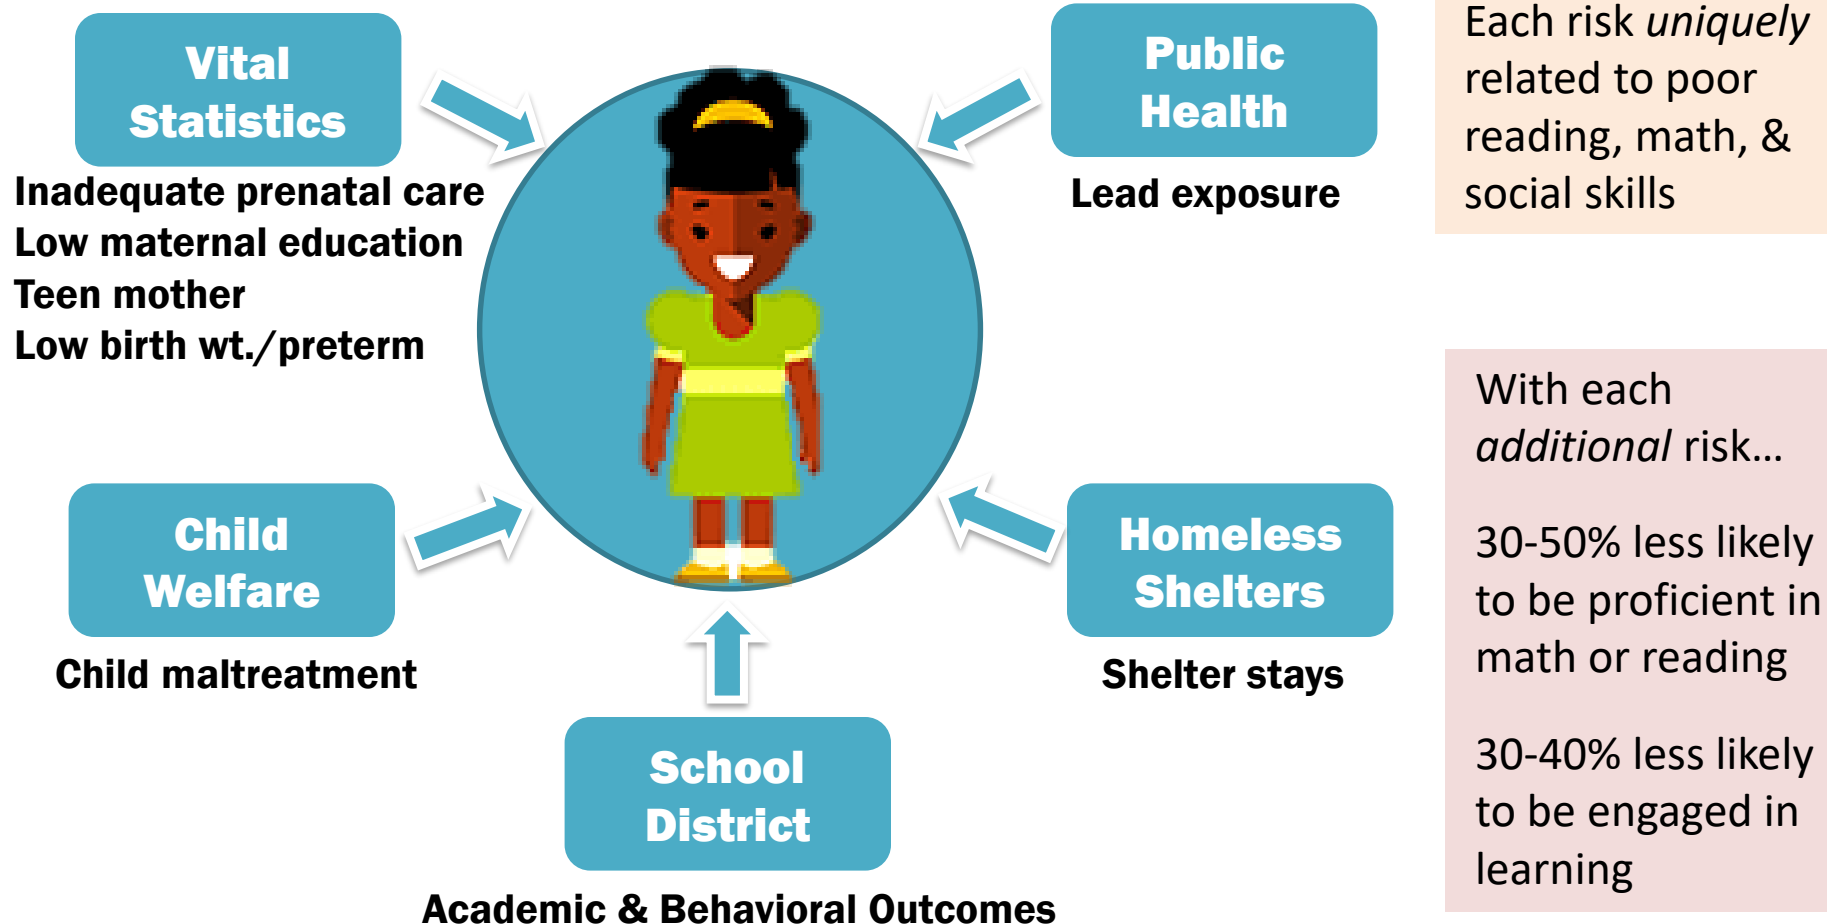 Vital
Statistics
Inadequate prenatal care
Low maternal education
Teen mother
Low birth wt./preterm
Public
Health
Lead exposure
Child
Welfare
Child maltreatment
Homeless
Shelters
Shelter stays
School
District
Academic & Behavioral Outcomes
Each risk uniquely
related to poor
reading, math, &
social skills
With each
additional risk…
30-50% less likely
to be proficient in
math or reading
30-40% less likely
to be engaged in
learning